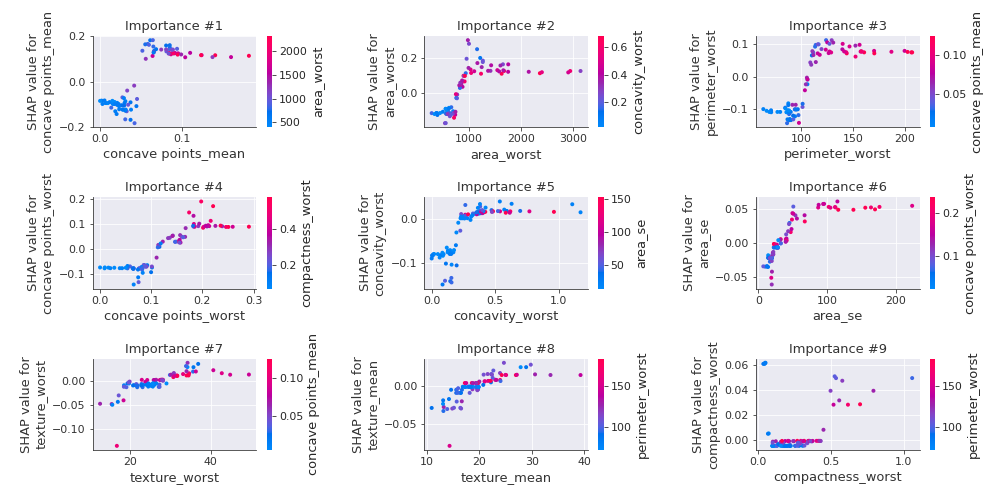 Importance #1
SHAP value for
concave points_mean
0.2
0.0
−0.2
0.0
0.1
concave points_mean
2000
1500
1000
500
area_worst
Importance #2
SHAP value for
area_worst
0.2
0.0
1000
2000
3000
area_worst
0.6
0.4
0.2
concavity_worst
Importance #3
SHAP value for
perimeter_worst
0.1
0.0
−0.1
100
150
200
perimeter_worst
0.10
0.05
concave points_mean
Importance #4
SHAP value for
concave points_worst
0.2
0.1
0.0
−0.1
0.0
0.1
0.2
0.3
concave points_worst
0.4
0.2
compactness_worst
Importance #5
SHAP value for
concavity_worst
0.0
−0.1
0.0
0.5
1.0
concavity_worst
150
100
50
area_se
Importance #6
SHAP value for
area_se
0.05
0.00
−0.05
0
100
200
area_se
0.2
0.1
concave points_worst
Importance #7
SHAP value for
texture_worst
0.00
−0.05
−0.10
20
40
texture_worst
0.10
0.05
concave points_mean
Importance #8
SHAP value for
texture_mean
0.00
−0.05
10
20
30
40
texture_mean
150
100
perimeter_worst
Importance #9
SHAP value for
compactness_worst
0.06
0.04
0.02
0.00
0.0
0.5
1.0
compactness_worst
150
100
perimeter_worst